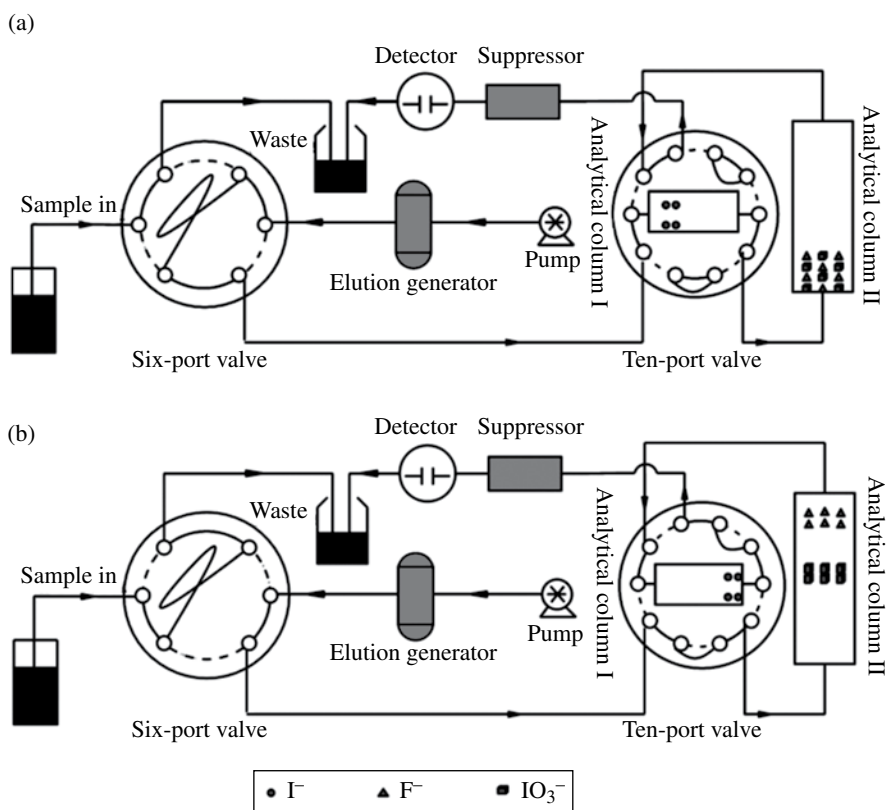 (a)
Detector Suppressor
Waste
Analytical column I
Analytical column II
Sample in
Elution generator
Pump
Six-port valve
Ten-port valve
(b)
Detector Suppressor
Waste
Analytical column I
Analytical column II
Sample in
Elution generator
Pump
Six-port valve
Ten-port valve
I⁻ F⁻ IO₃⁻